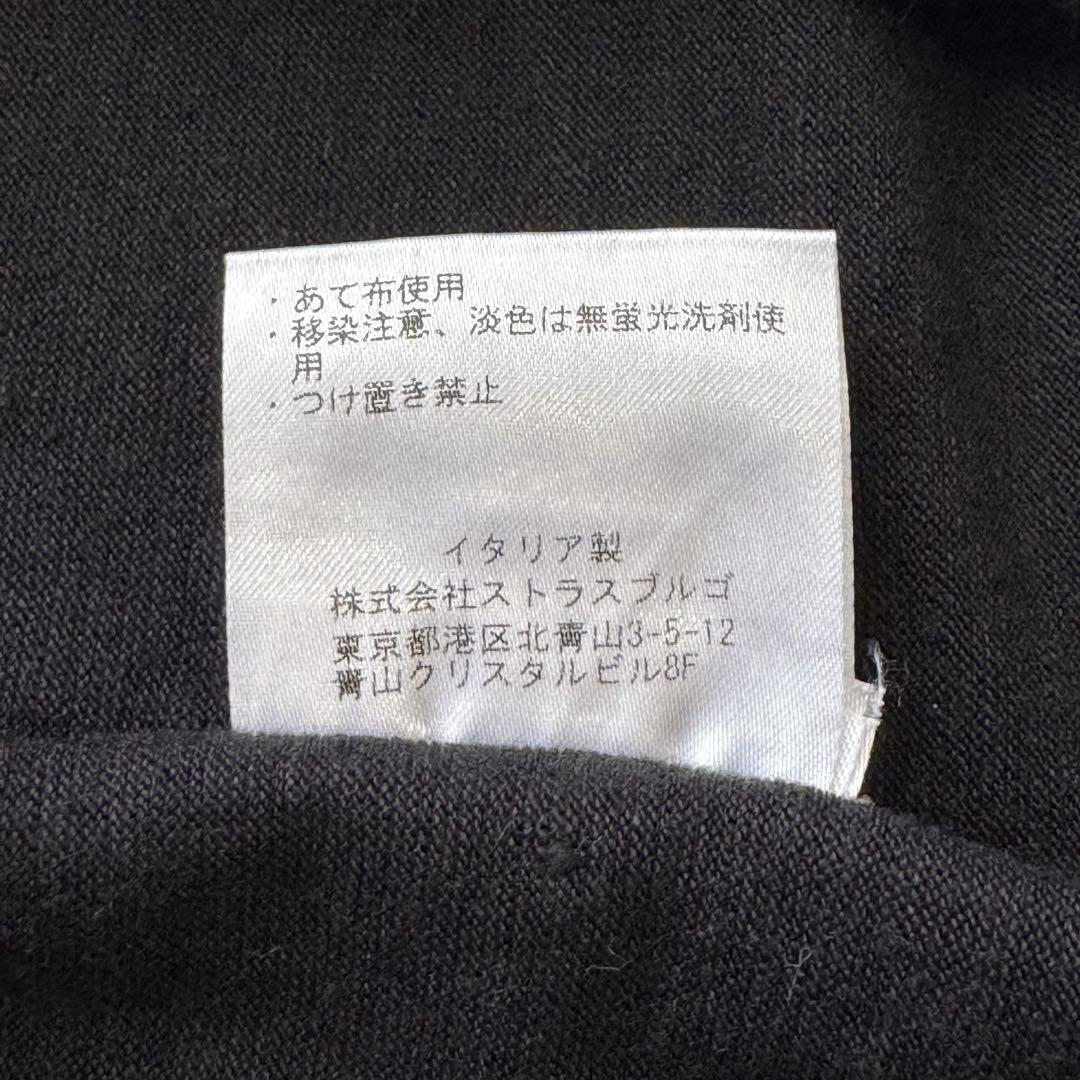 ・あて布使用
・移染注意、淡色は無蛍光洗剤使
用
・つけ置き禁止
イタリア製
株式会社ストラスブルゴ
東京都港区北青山3-5-12
青山クリスタルビル8F